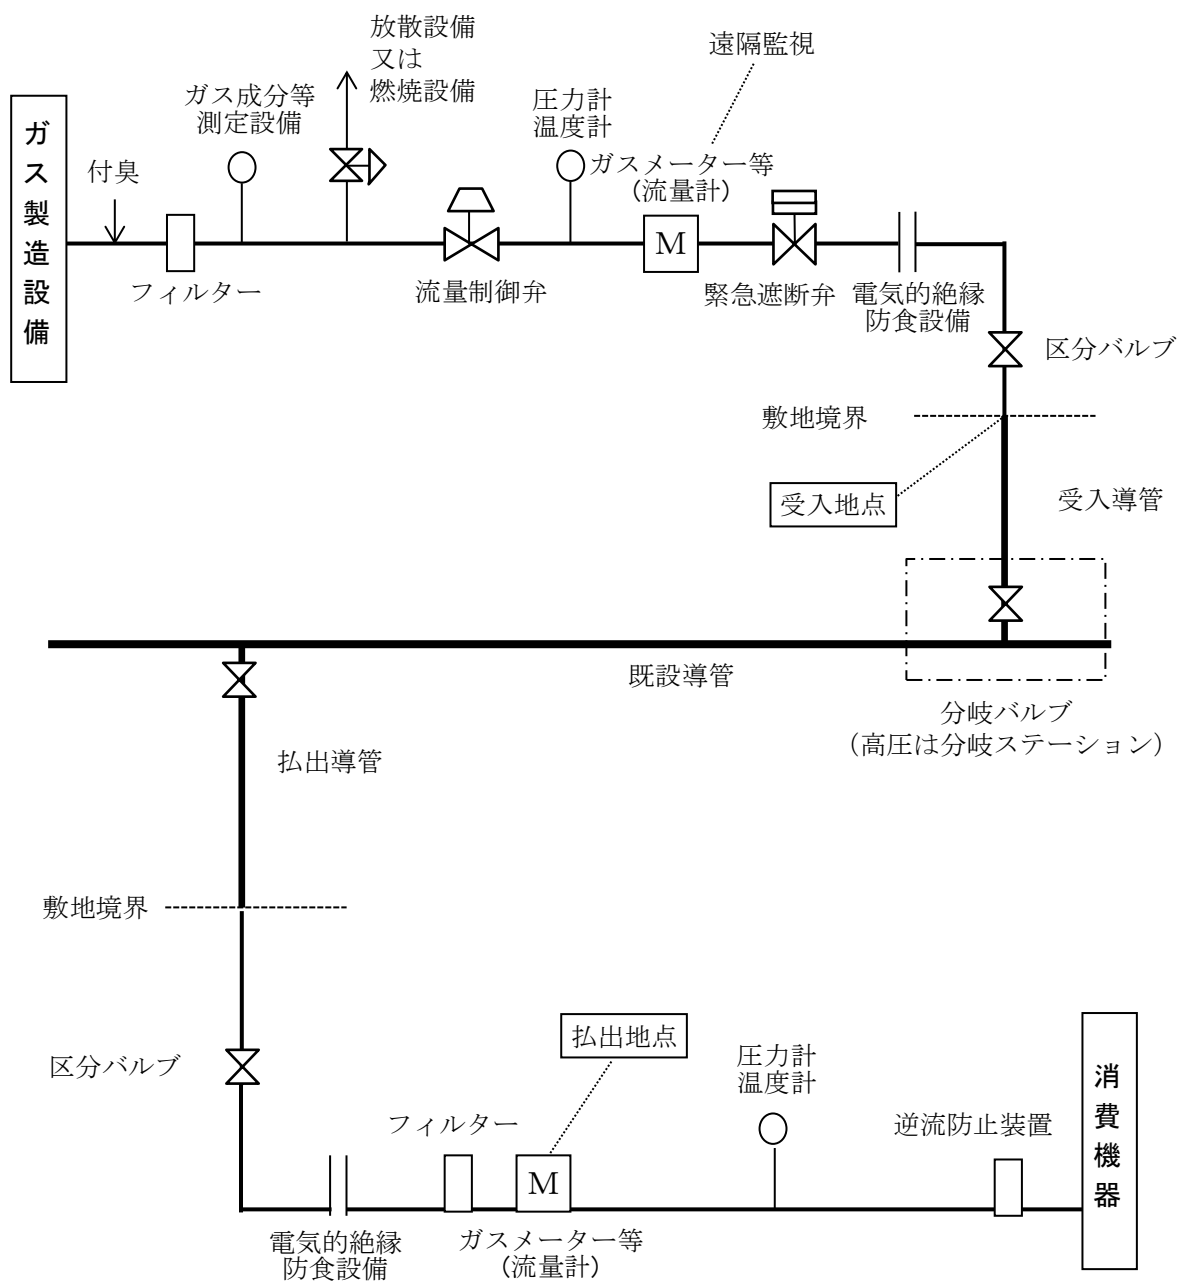 放散設備
又は
燃焼設備
遠隔監視
ガス成分等
測定設備
圧力計
温度計
ガス製造設備
付臭
ガスメーター等
(流量計)
M
フィルター
流量制御弁
緊急遮断弁
電気的絶縁
防食設備
区分バルブ
敷地境界
受入地点
受入導管
既設導管
分岐バルブ
（高圧は分岐ステーション）
払出導管
敷地境界
区分バルブ
払出地点
圧力計
温度計
フィルター
逆流防止装置
消費機器
M
電気的絶縁
防食設備
ガスメーター等
(流量計)